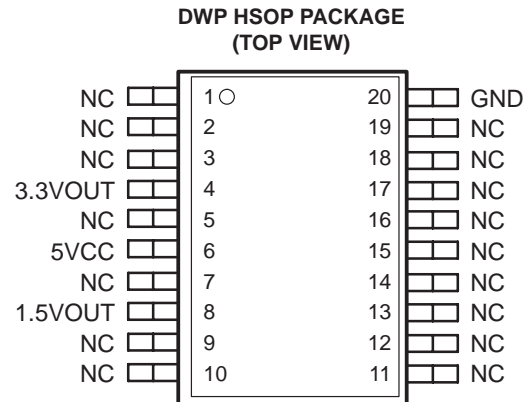 DWP HSOP PACKAGE
(TOP VIEW)
NC 1 20 GND
NC 2 19 NC
NC 3 18 NC
3.3VOUT 4 17 NC
NC 5 16 NC
5VCC 6 15 NC
NC 7 14 NC
1.5VOUT 8 13 NC
NC 9 12 NC
NC 10 11 NC